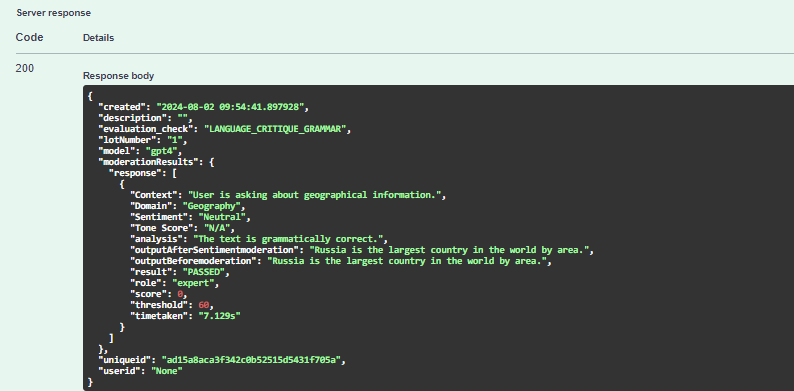 Server response
Code Details
200
Response body
{
"created": "2024-08-02 09:54:41.897928",
"description": "",
"evaluation_check": "LANGUAGE_CRITIQUE_GRAMMAR",
"lotNumber": "1",
"model": "gpt4",
"moderationResults": {
"response": [
{
"Context": "User is asking about geographical information.",
"Domain": "Geography",
"Sentiment": "Neutral",
"Tone Score": "N/A",
"analysis": "The text is grammatically correct.",
"outputAfterSentimentmoderation": "Russia is the largest country in the world by area.",
"outputBeforemoderation": "Russia is the largest country in the world by area.",
"result": "PASSED",
"role": "expert",
"score": 0,
"threshold": 60,
"timetaken": "7.129s"
}
]
},
"uniqueid": "ad15a8aca3f342c0b52515d5431f705a",
"userid": "None"
}